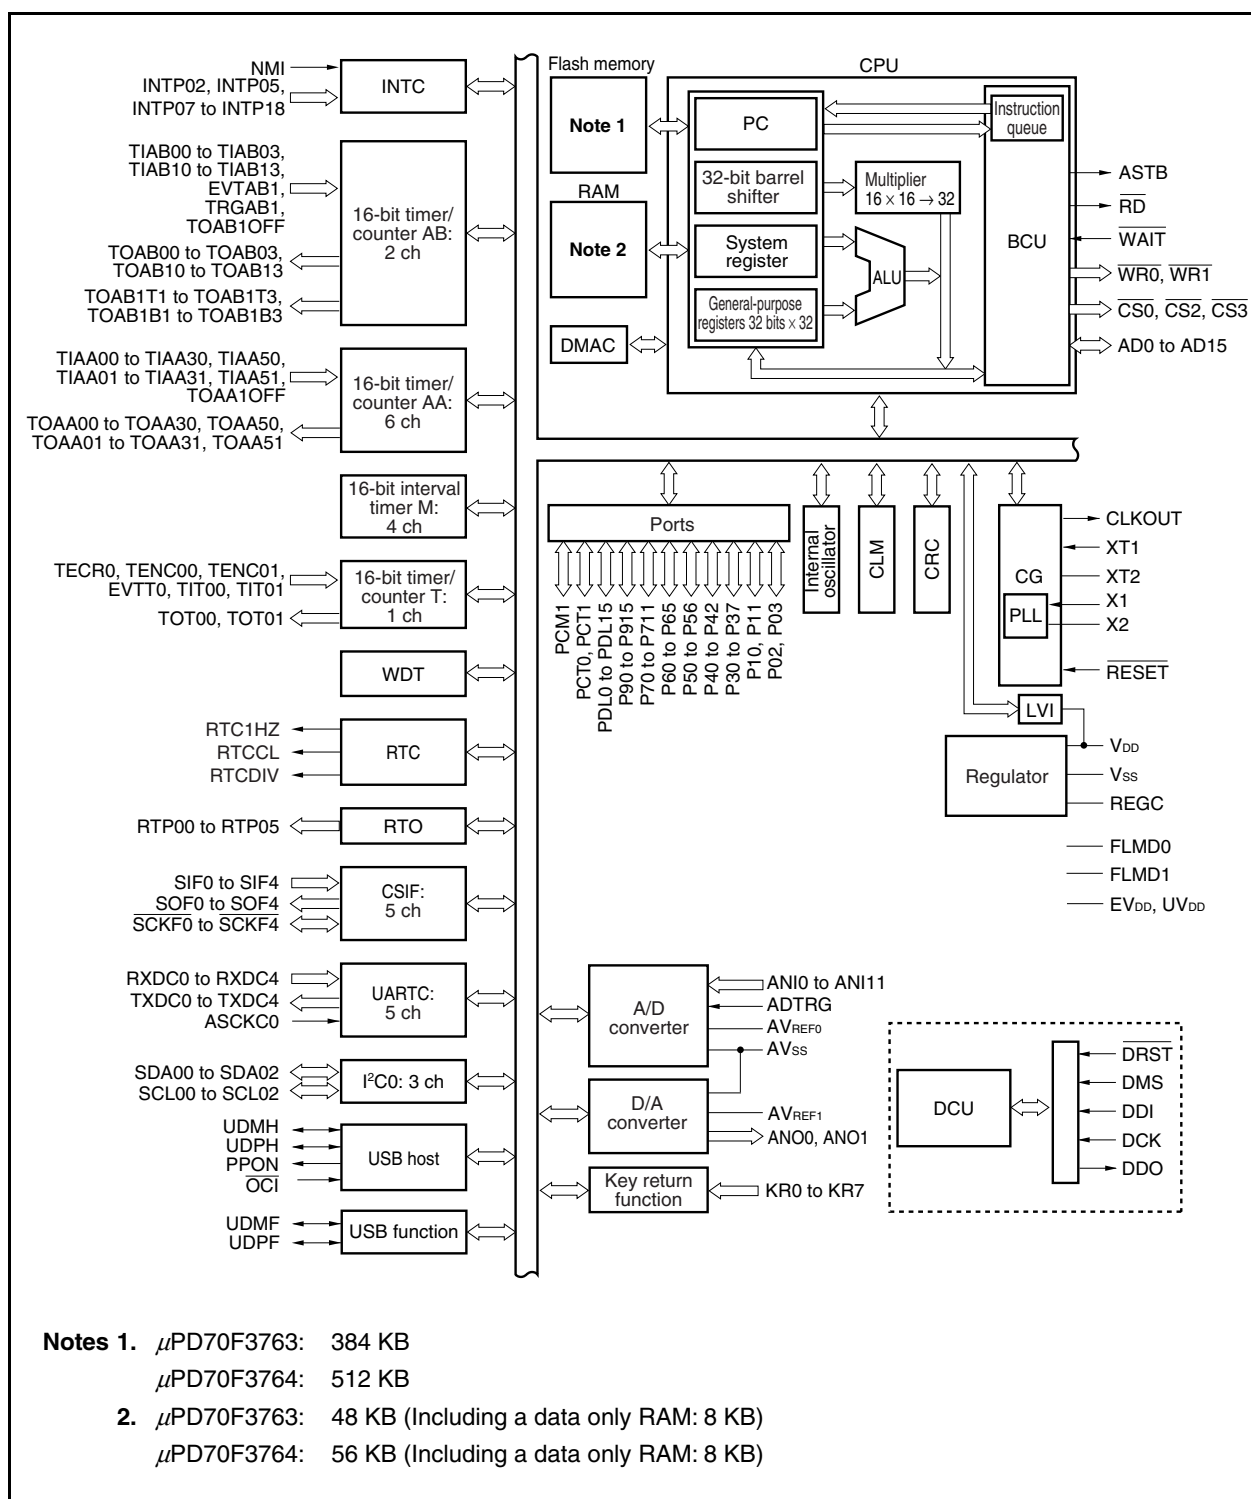 NMI
INTP02, INTP05,
INTP07 to INTP18
INTC
TIAB00 to TIAB03,
TIAB10 to TIAB13,
EVTAB1,
TRGAB1,
TOAB1OFF
TOAB00 to TOAB03,
TOAB10 to TOAB13
TOAB1T1 to TOAB1T3,
TOAB1B1 to TOAB1B3
16-bit timer/
counter AB:
2 ch
TIAA00 to TIAA30, TIAA50,
TIAA01 to TIAA31, TIAA51,
TOAA1OFF
TOAA00 to TOAA30, TOAA50,
TOAA01 to TOAA31, TOAA51
16-bit timer/
counter AA:
6 ch
16-bit interval
timer M:
4 ch
TECR0, TENC00, TENC01,
EVTT0, TIT00, TIT01
TOT00, TOT01
16-bit timer/
counter T:
1 ch
WDT
RTC1HZ
RTCCL
RTCDIV
RTC
RTP00 to RTP05
RTO
SIF0 to SIF4
SOF0 to SOF4
SCKF0 to SCKF4
CSIF:
5 ch
RXDC0 to RXDC4
TXDC0 to TXDC4
ASCKC0
UARTC:
5 ch
SDA00 to SDA02
SCL00 to SCL02
I²C0: 3 ch
UDMH
UDPH
PPON
OCI
USB host
UDMF
UDPF
USB function
Flash memory
Note 1
RAM
Note 2
DMAC
CPU
PC
32-bit barrel
shifter
System
register
General-purpose
registers 32 bits × 32
Multiplier
16 × 16 → 32
ALU
Instruction
queue
BCU
ASTB
RD
WAIT
WR0, WR1
CS0, CS2, CS3
AD0 to AD15
Ports
PCM1
PCT0, PCT1
PDL0 to PDL15
P90 to P915
P70 to P711
P60 to P65
P50 to P56
P40 to P42
P30 to P37
P10, P11
P02, P03
Internal
oscillator
CLM
CRC
CG
PLL
CLKOUT
XT1
XT2
X1
X2
RESET
LVI
Regulator
VDD
VSS
REGC
FLMD0
FLMD1
EVDD, UVDD
A/D
converter
ANI0 to ANI11
ADTRG
AVREF0
AVSS
D/A
converter
AVREF1
ANO0, ANO1
Key return
function
KR0 to KR7
DCU
DRST
DMS
DDI
DCK
DDO
Notes 1. μPD70F3763: 384 KB
μPD70F3764: 512 KB
2. μPD70F3763: 48 KB (Including a data only RAM: 8 KB)
μPD70F3764: 56 KB (Including a data only RAM: 8 KB)